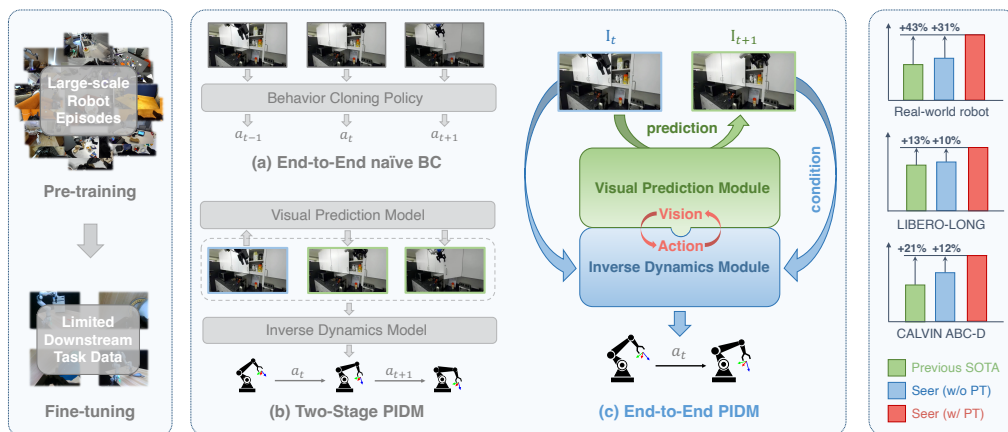 Large-scale
Robot
Episodes
Pre-training
Limited
Downstream
Task Data
Fine-tuning
Behavior Cloning Policy
a_{t−1} a_t a_{t+1}
(a) End-to-End naïve BC
Visual Prediction Model
Inverse Dynamics Model
a_t a_{t+1}
(b) Two-Stage PIDM
I_t I_{t+1}
prediction
condition
Visual Prediction Module
Vision
Action
Inverse Dynamics Module
a_t
(c) End-to-End PIDM
+43% +31%
Real-world robot
+13% +10%
LIBERO-LONG
+21% +12%
CALVIN ABC-D
Previous SOTA
Seer (w/o PT)
Seer (w/ PT)